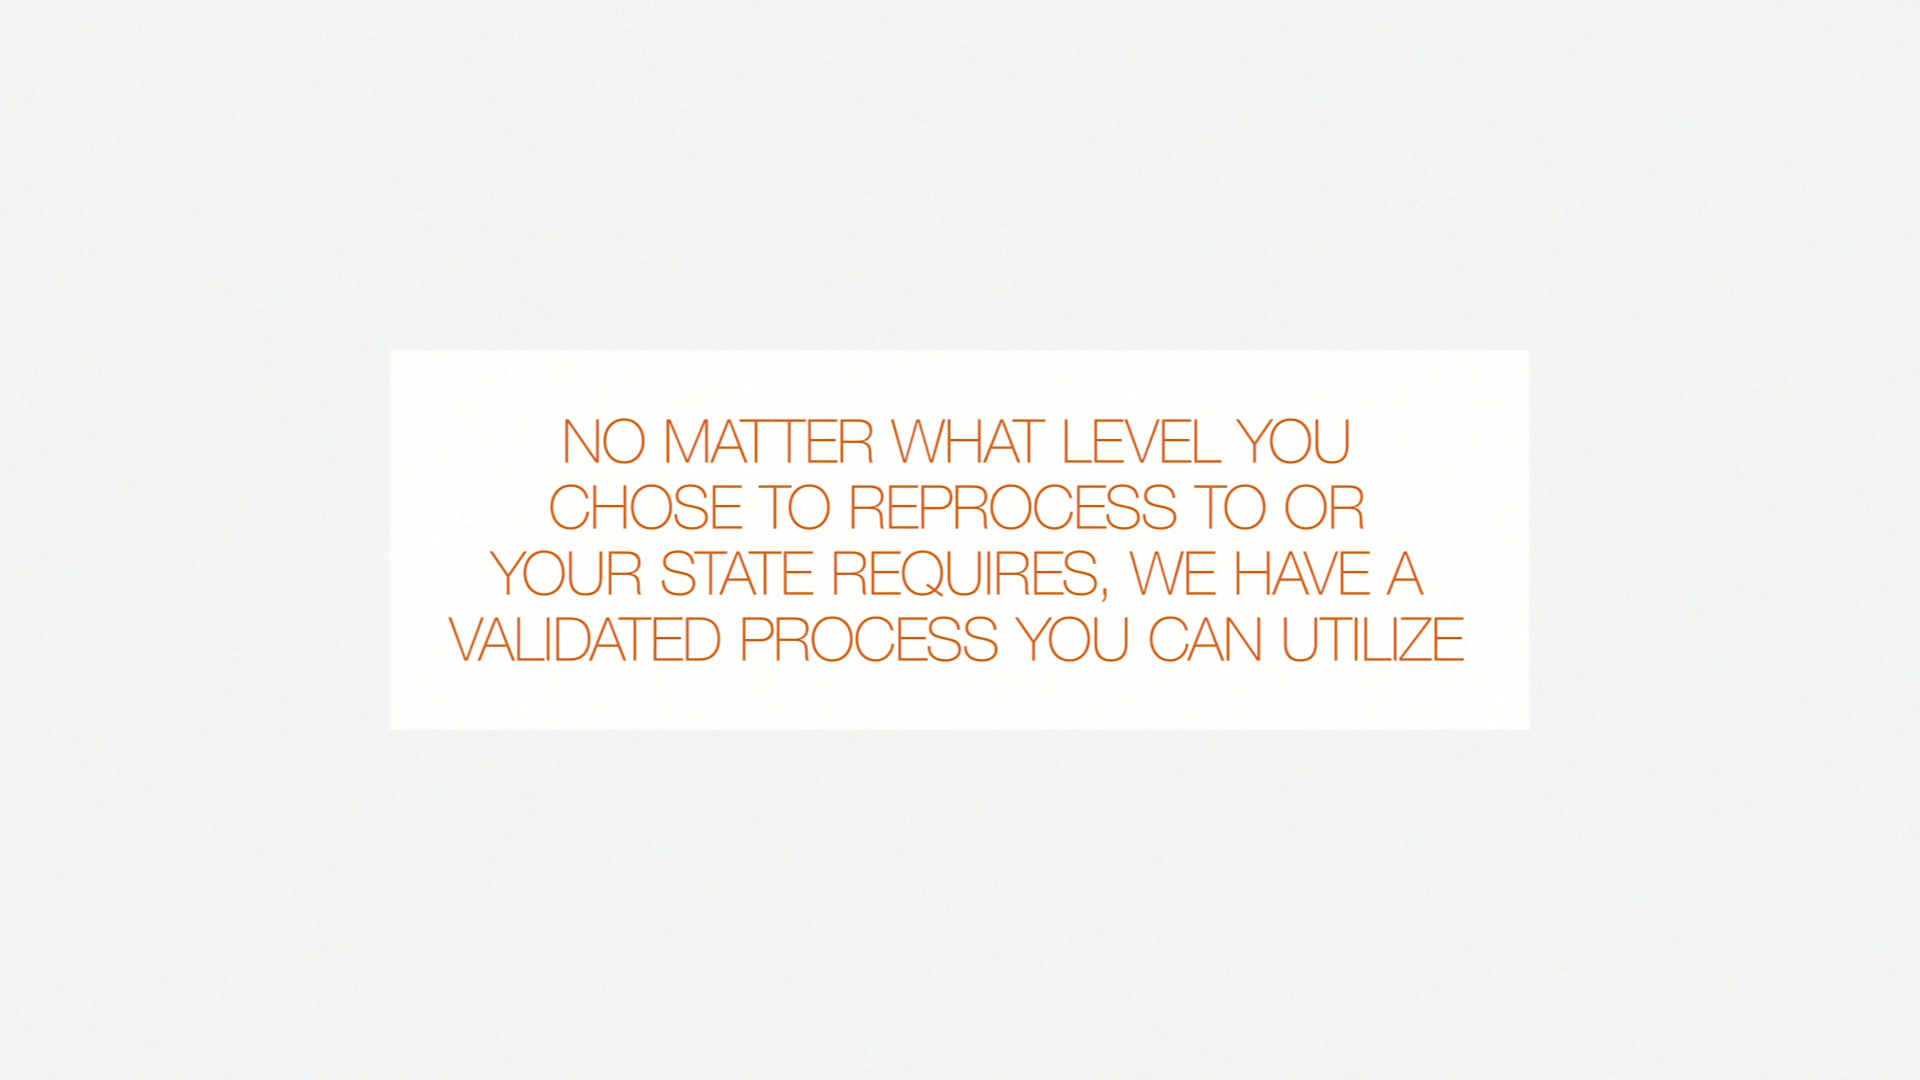 NO MATTER WHAT LEVEL YOU
CHOSE TO REPROCESS TO OR
YOUR STATE REQUIRES, WE HAVE A
VALIDATED PROCESS YOU CAN UTILIZE